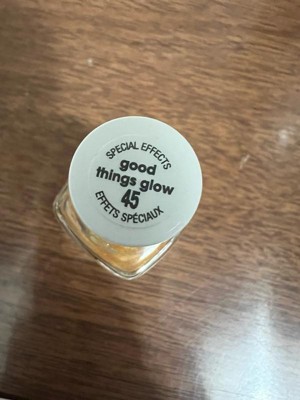 SPECIAL EFFECTS
good
things glow
45
EFFETS SPÉCIAUX